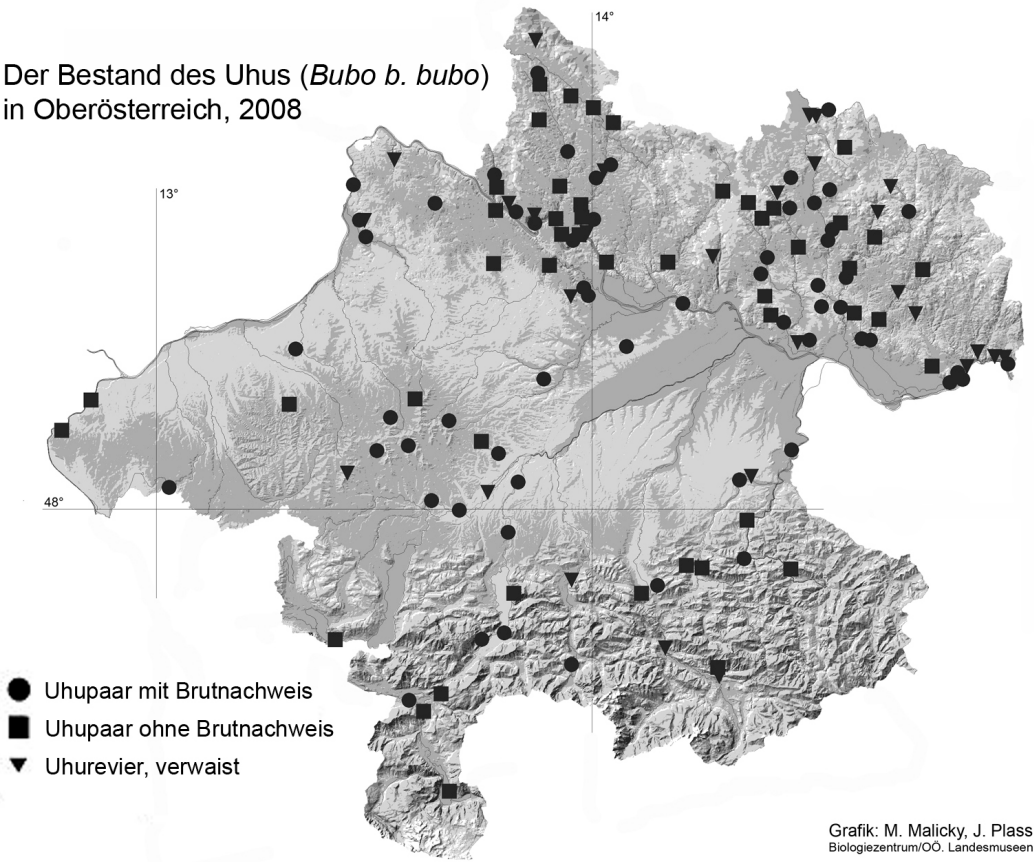 Der Bestand des Uhus (Bubo b. bubo)
in Oberösterreich, 2008
14°
13°
48°
Uhupaar mit Brutnachweis
Uhupaar ohne Brutnachweis
Uhurevier, verwaist
Grafik: M. Malicky, J. Plass
Biologiezentrum/OÖ. Landesmuseen